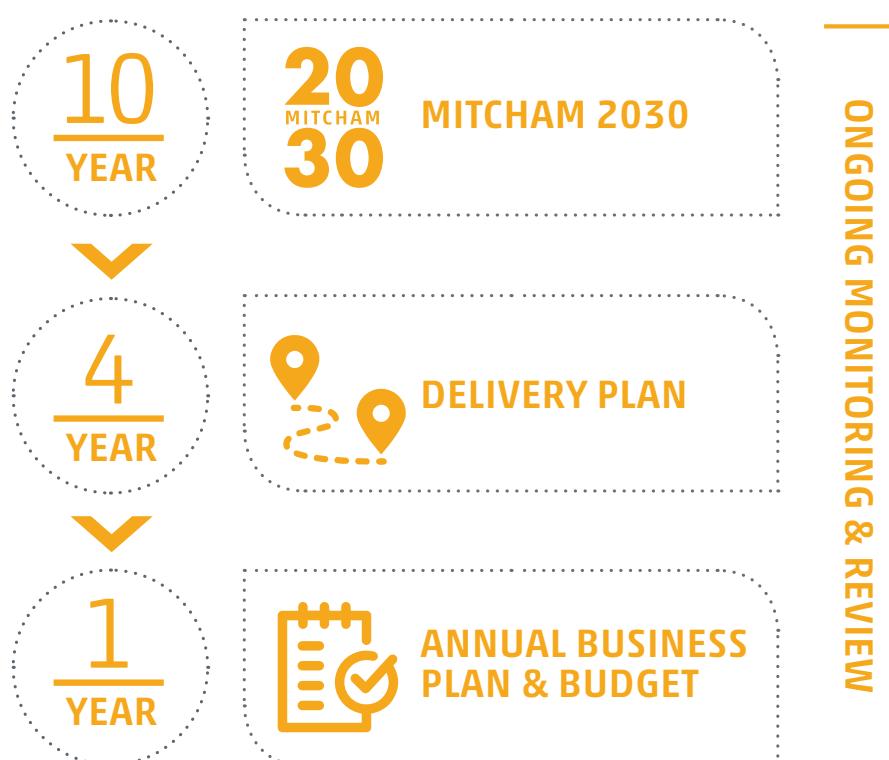 10
YEAR
20
MITCHAM
30
MITCHAM 2030
4
YEAR
DELIVERY PLAN
1
YEAR
ANNUAL BUSINESS
PLAN & BUDGET
ONGOING MONITORING & REVIEW